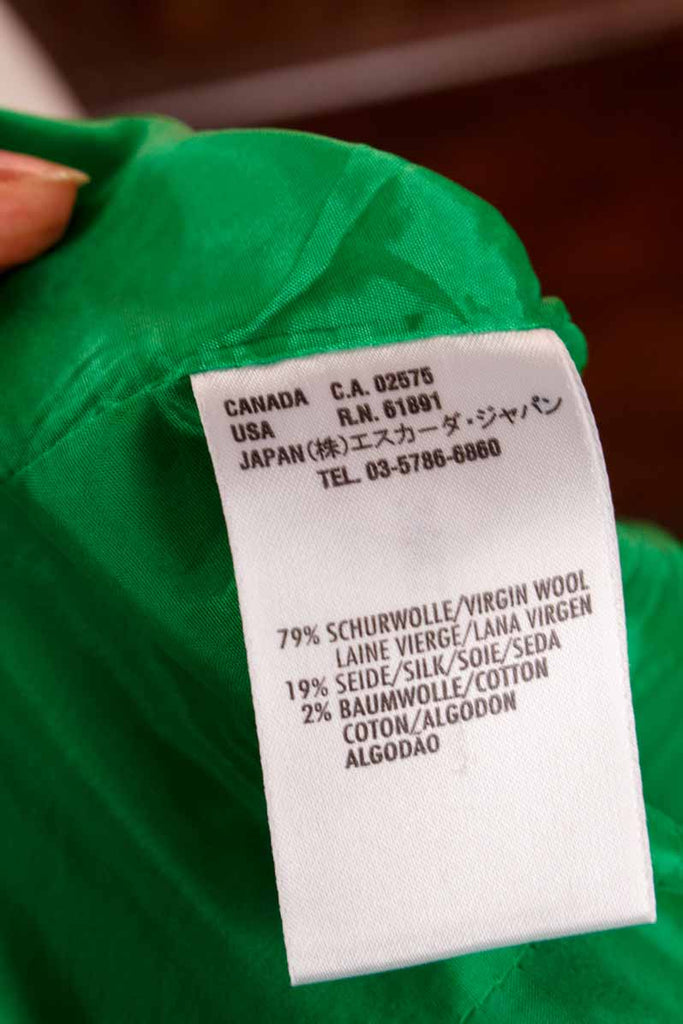 CANADA C.A. 02575
USA R.N. 61891
JAPAN(株)エスカーダ・ジャパン
TEL. 03-5786-6860
79% SCHURWOLLE/VIRGIN WOOL
LAINE VIERGE/LANA VIRGEN
19% SEIDE/SILK/SOIE/SEDA
2% BAUMWOLLE/COTTON
COTON/ALGODON
ALGODÃO